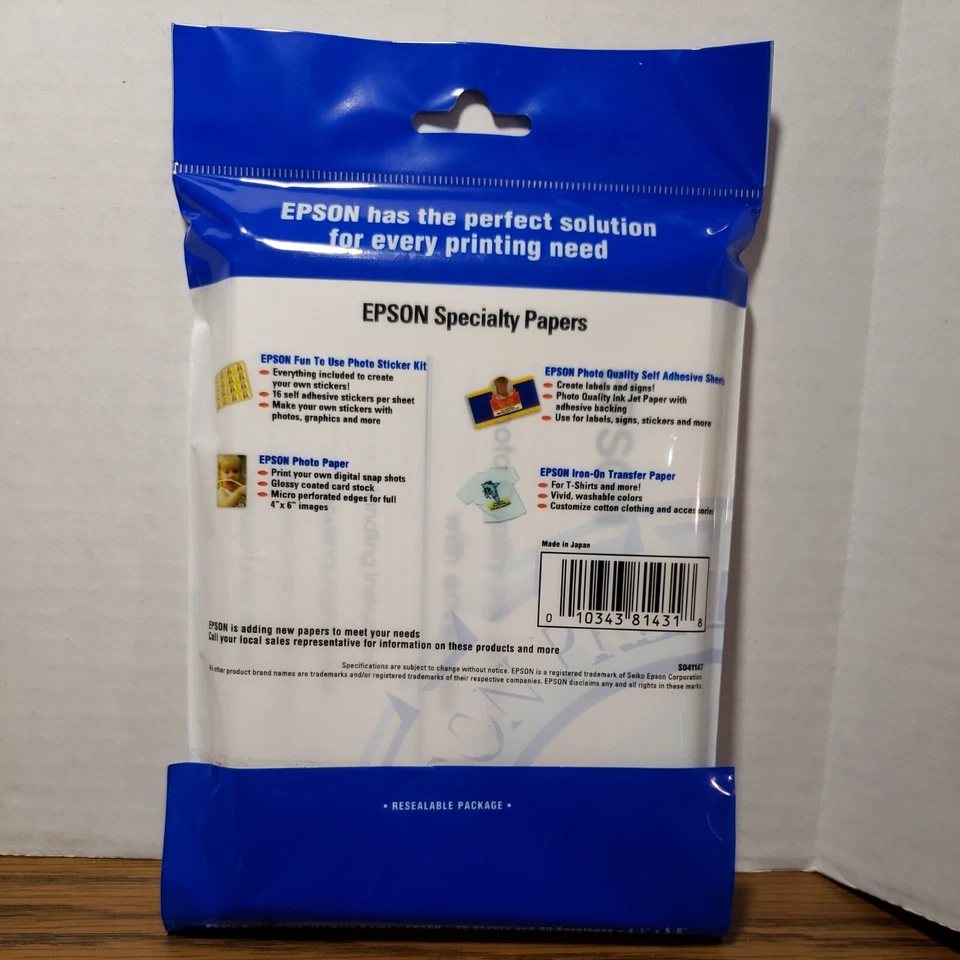 EPSON has the perfect solution
for every printing need
EPSON Specialty Papers
EPSON Fun To Use Photo Sticker Kit
Everything included to create
your own stickers!
16 self adhesive stickers per sheet
Make your own stickers with
photos, graphics and more
EPSON Photo Quality Self Adhesive Sheets
Create labels and signs!
Photo Quality Ink Jet Paper with
adhesive backing
Use for labels, signs, stickers and more
EPSON Photo Paper
Print your own digital snap shots
Glossy coated card stock
Micro perforated edges for full
4"x 6" images
EPSON Iron-On Transfer Paper
For T-Shirts and more!
Vivid, washable colors
Customize cotton clothing and accessories
Made in Japan
0 10343 81431 8
EPSON is adding new papers to meet your needs
Call your local sales representative for information on these products and more
S041147
Specifications are subject to change without notice. EPSON is a registered trademark of Seiko Epson Corporation.
All other product brand names are trademarks and/or registered trademarks of their respective companies. EPSON disclaims any and all rights in these marks.
• RESEALABLE PACKAGE •